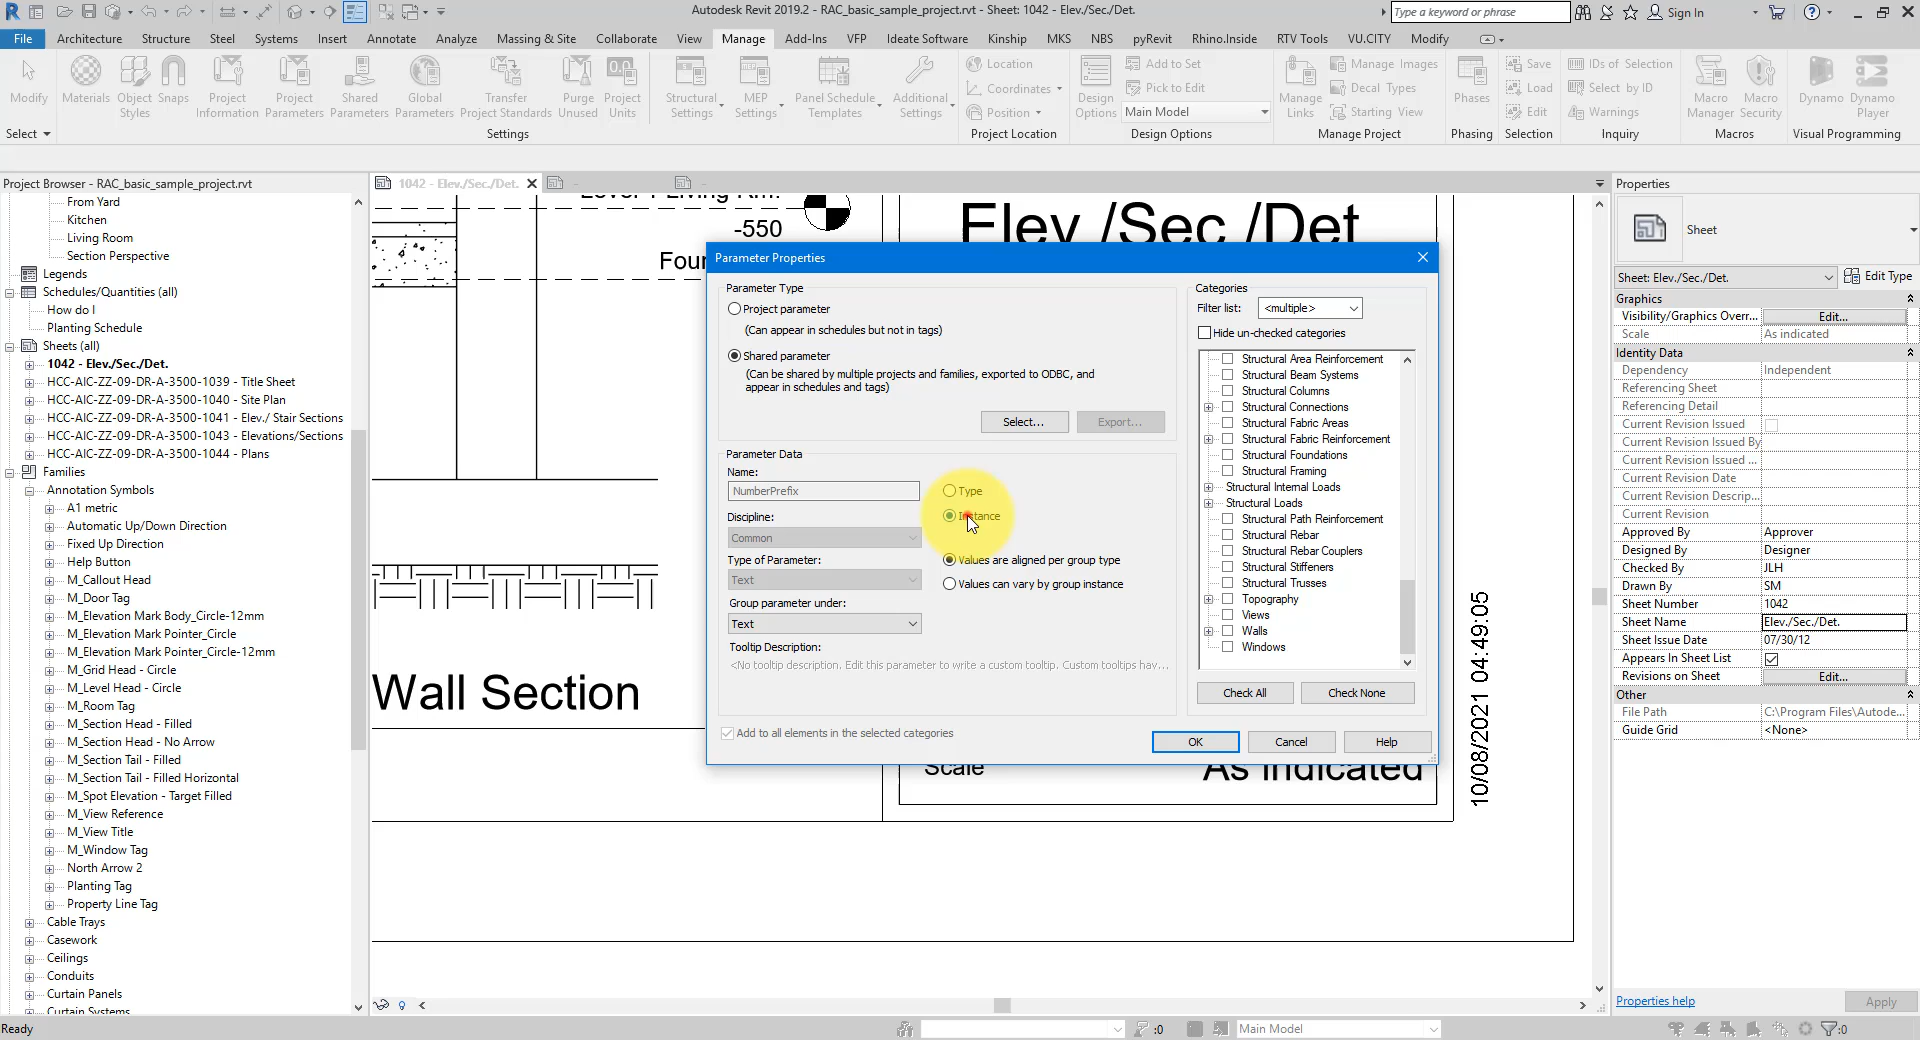 Autodesk Revit 2019.2 - RAC_basic_sample_project.rvt - Sheet: 1042 - Elev./Sec./Det.
Type a keyword or phrase
Sign In
File Architecture Structure Steel Systems Insert Annotate Analyze Massing & Site Collaborate View Manage Add-Ins VFP Ideate Software Kinship MKS NBS pyRevit Rhino.Inside RTV Tools VU.CITY Modify
Modify
Select
Materials
Object Styles
Snaps
Project Information
Project Parameters
Shared Parameters
Global Parameters
Transfer Project Standards
Purge Unused
Project Units
Settings
Structural Settings
MEP Settings
Panel Schedule Templates
Additional Settings
Location
Coordinates
Position
Project Location
Design Options
Add to Set
Pick to Edit
Main Model
Design Options
Manage Links
Manage Images
Decal Types
Starting View
Manage Project
Phases
Phasing
Save
Load
Edit
Selection
IDs of Selection
Select by ID
Warnings
Inquiry
Macro Manager
Macro Security
Macros
Dynamo
Dynamo Player
Visual Programming
Project Browser - RAC_basic_sample_project.rvt
From Yard
Kitchen
Living Room
Section Perspective
Legends
Schedules/Quantities (all)
How do I
Planting Schedule
Sheets (all)
1042 - Elev./Sec./Det.
HCC-AIC-ZZ-09-DR-A-3500-1039 - Title Sheet
HCC-AIC-ZZ-09-DR-A-3500-1040 - Site Plan
HCC-AIC-ZZ-09-DR-A-3500-1041 - Elev./ Stair Sections
HCC-AIC-ZZ-09-DR-A-3500-1043 - Elevations/Sections
HCC-AIC-ZZ-09-DR-A-3500-1044 - Plans
Families
Annotation Symbols
A1 metric
Automatic Up/Down Direction
Fixed Up Direction
Help Button
M_Callout Head
M_Door Tag
M_Elevation Mark Body_Circle-12mm
M_Elevation Mark Pointer_Circle
M_Elevation Mark Pointer_Circle-12mm
M_Grid Head - Circle
M_Level Head - Circle
M_Room Tag
M_Section Head - Filled
M_Section Head - No Arrow
M_Section Tail - Filled
M_Section Tail - Filled Horizontal
M_Spot Elevation - Target Filled
M_View Reference
M_View Title
M_Window Tag
North Arrow 2
Planting Tag
Property Line Tag
Cable Trays
Casework
Ceilings
Conduits
Curtain Panels
Curtain Systems
Ready
1042 - Elev./Sec./Det.
Level 1 Living Rm.
-550
Four
Elev./Sec./Det.
Wall Section
Scale
As indicated
10/08/2021 04:49:05
Parameter Properties
Parameter Type
Project parameter
(Can appear in schedules but not in tags)
Shared parameter
(Can be shared by multiple projects and families, exported to ODBC, and
appear in schedules and tags)
Select...
Export...
Parameter Data
Name:
NumberPrefix
Type
Discipline:
Instance
Common
Type of Parameter:
Values are aligned per group type
Text
Values can vary by group instance
Group parameter under:
Text
Tooltip Description:
<No tooltip description. Edit this parameter to write a custom tooltip. Custom tooltips hav...
Add to all elements in the selected categories
Categories
Filter list:
<multiple>
Hide un-checked categories
Structural Area Reinforcement
Structural Beam Systems
Structural Columns
Structural Connections
Structural Fabric Areas
Structural Fabric Reinforcement
Structural Foundations
Structural Framing
Structural Internal Loads
Structural Loads
Structural Path Reinforcement
Structural Rebar
Structural Rebar Couplers
Structural Stiffeners
Structural Trusses
Topography
Views
Walls
Windows
Check All
Check None
OK
Cancel
Help
Properties
Sheet
Sheet: Elev./Sec./Det.
Edit Type
Graphics
Visibility/Graphics Overr... Edit...
Scale As indicated
Identity Data
Dependency Independent
Referencing Sheet
Referencing Detail
Current Revision Issued
Current Revision Issued By
Current Revision Issued ...
Current Revision Date
Current Revision Descrip...
Current Revision
Approved By Approver
Designed By Designer
Checked By JLH
Drawn By SM
Sheet Number 1042
Sheet Name Elev./Sec./Det.
Sheet Issue Date 07/30/12
Appears In Sheet List
Revisions on Sheet Edit...
Other
File Path C:\Program Files\Autode...
Guide Grid <None>
Properties help
Apply
:0
Main Model
:0